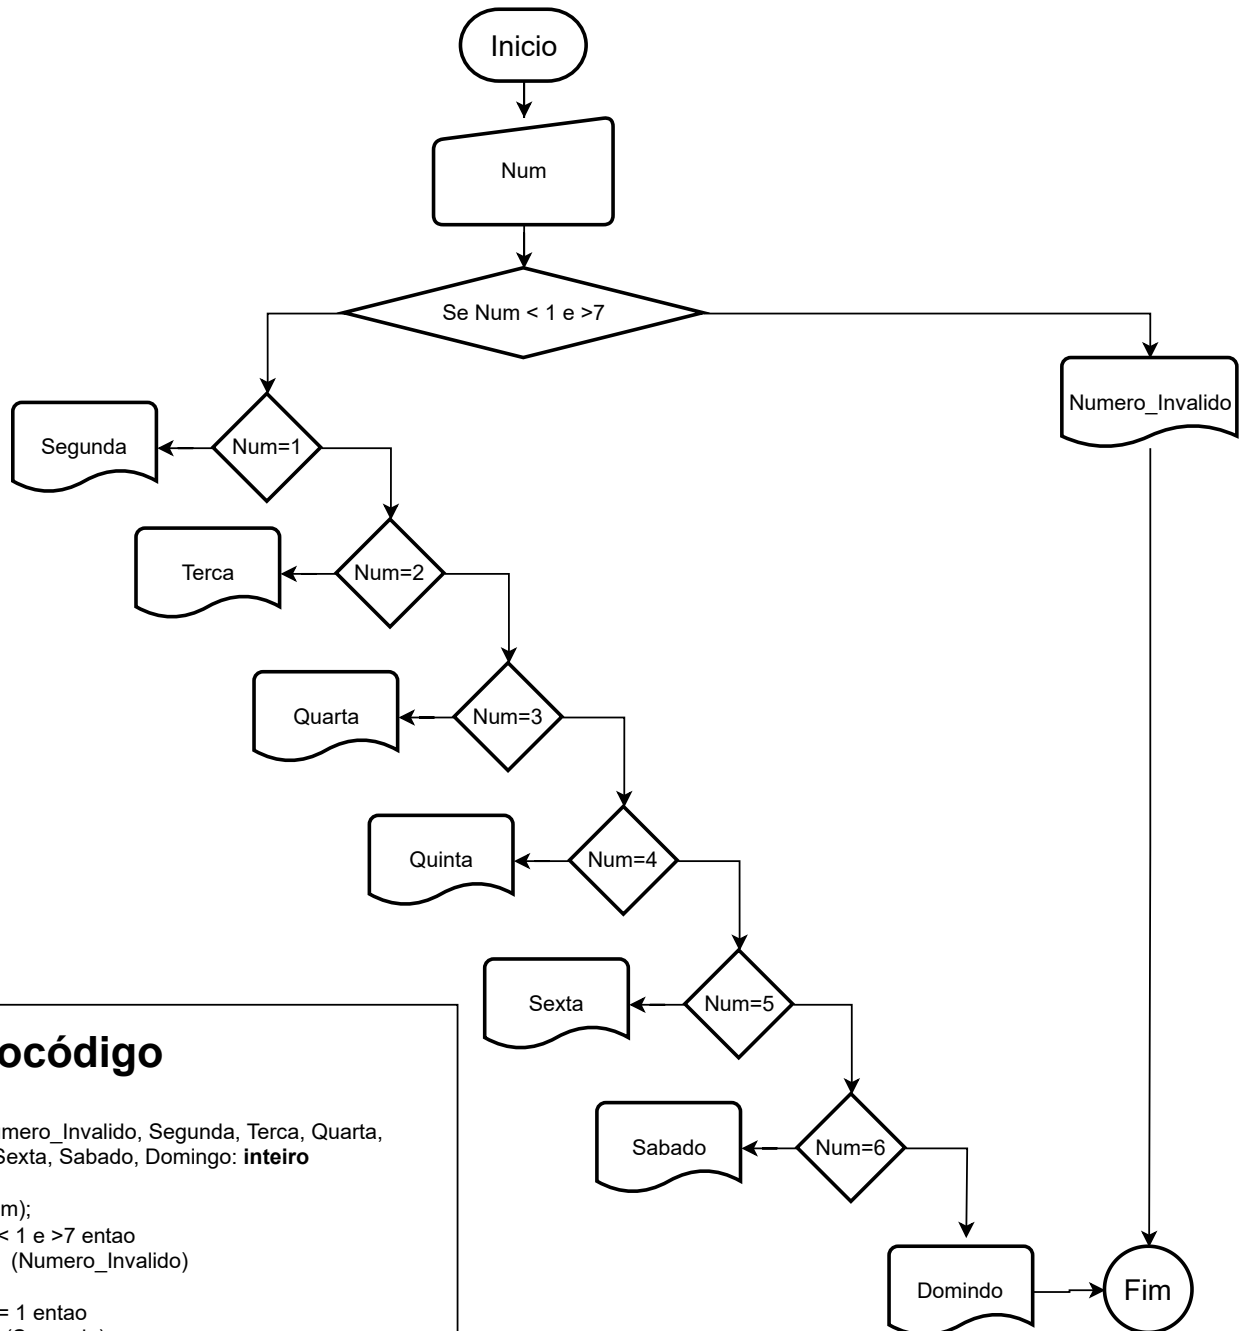 Inicio
Num
Se Num < 1 e >7
Numero_Invalido
Segunda
Num=1
Terca
Num=2
Quarta
Num=3
Quinta
Num=4
Sexta
Num=5
Sabado
Num=6
Domindo
Fim
ocódigo
mero_Invalido, Segunda, Terca, Quarta,
Sexta, Sabado, Domingo: inteiro
m);
< 1 e >7 entao
(Numero_Invalido)
= 1 entao